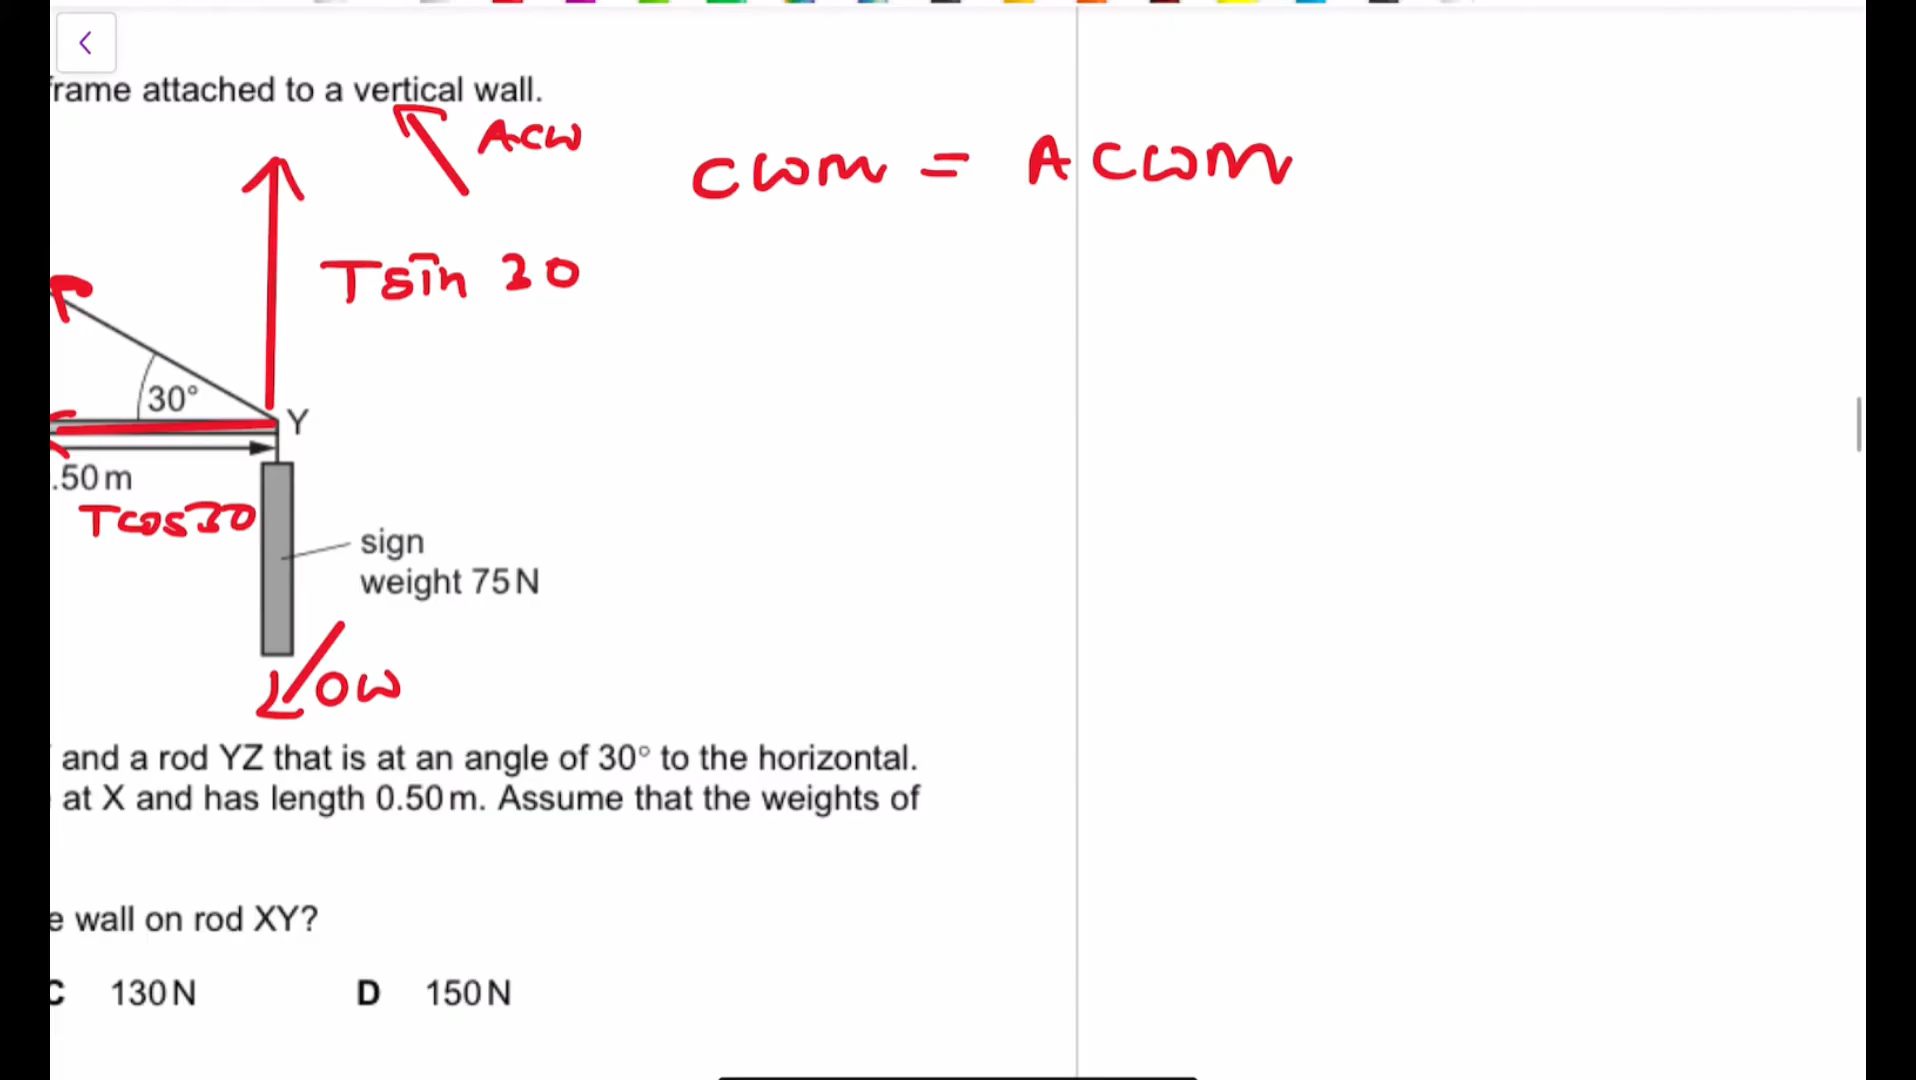 rame attached to a vertical wall.
ACW
CWM = ACWM
Tsin 30
30°
Y
.50 m
Tcos30
sign
weight 75 N
CW
and a rod YZ that is at an angle of 30° to the horizontal.
at X and has length 0.50 m. Assume that the weights of
e wall on rod XY?
C 130 N D 150 N